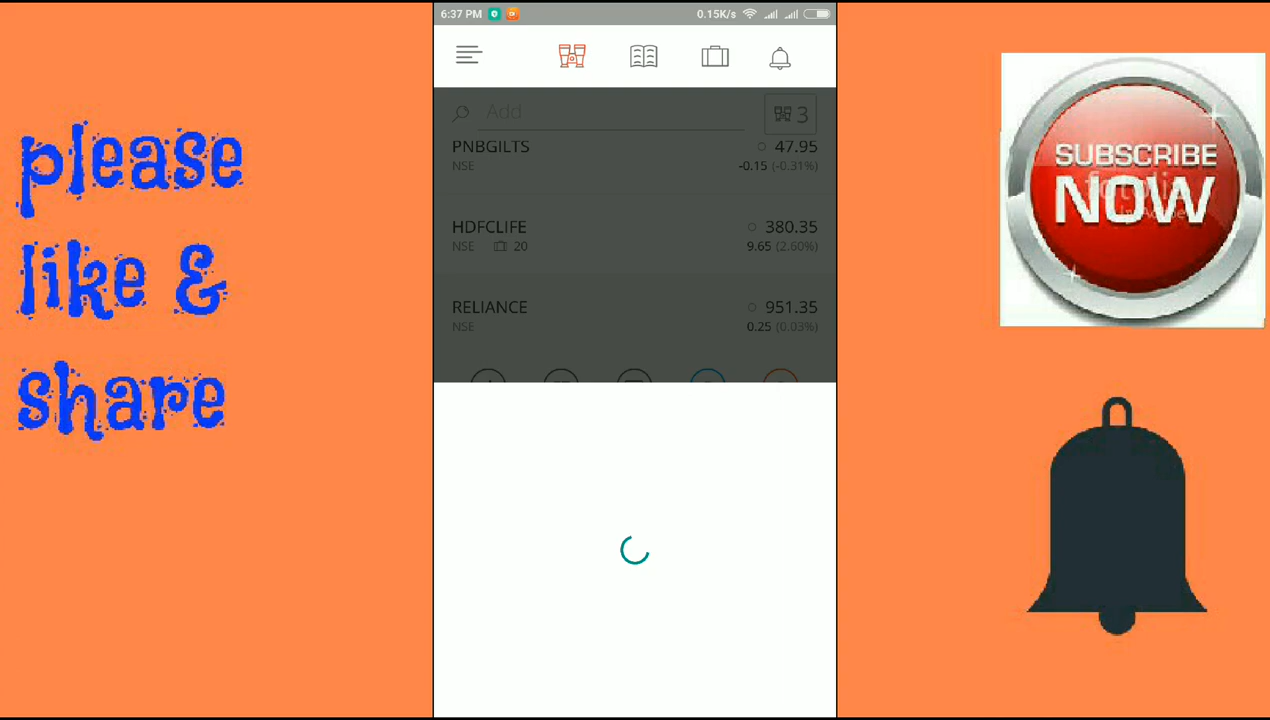 please
like &
share
6:37 PM
0.15K/s
Add
3
PNBGILTS
47.95
NSE
-0.15 (-0.31%)
HDFCLIFE
380.35
NSE 20
9.65 (2.60%)
RELIANCE
951.35
NSE
0.25 (0.03%)
SUBSCRIBE
NOW